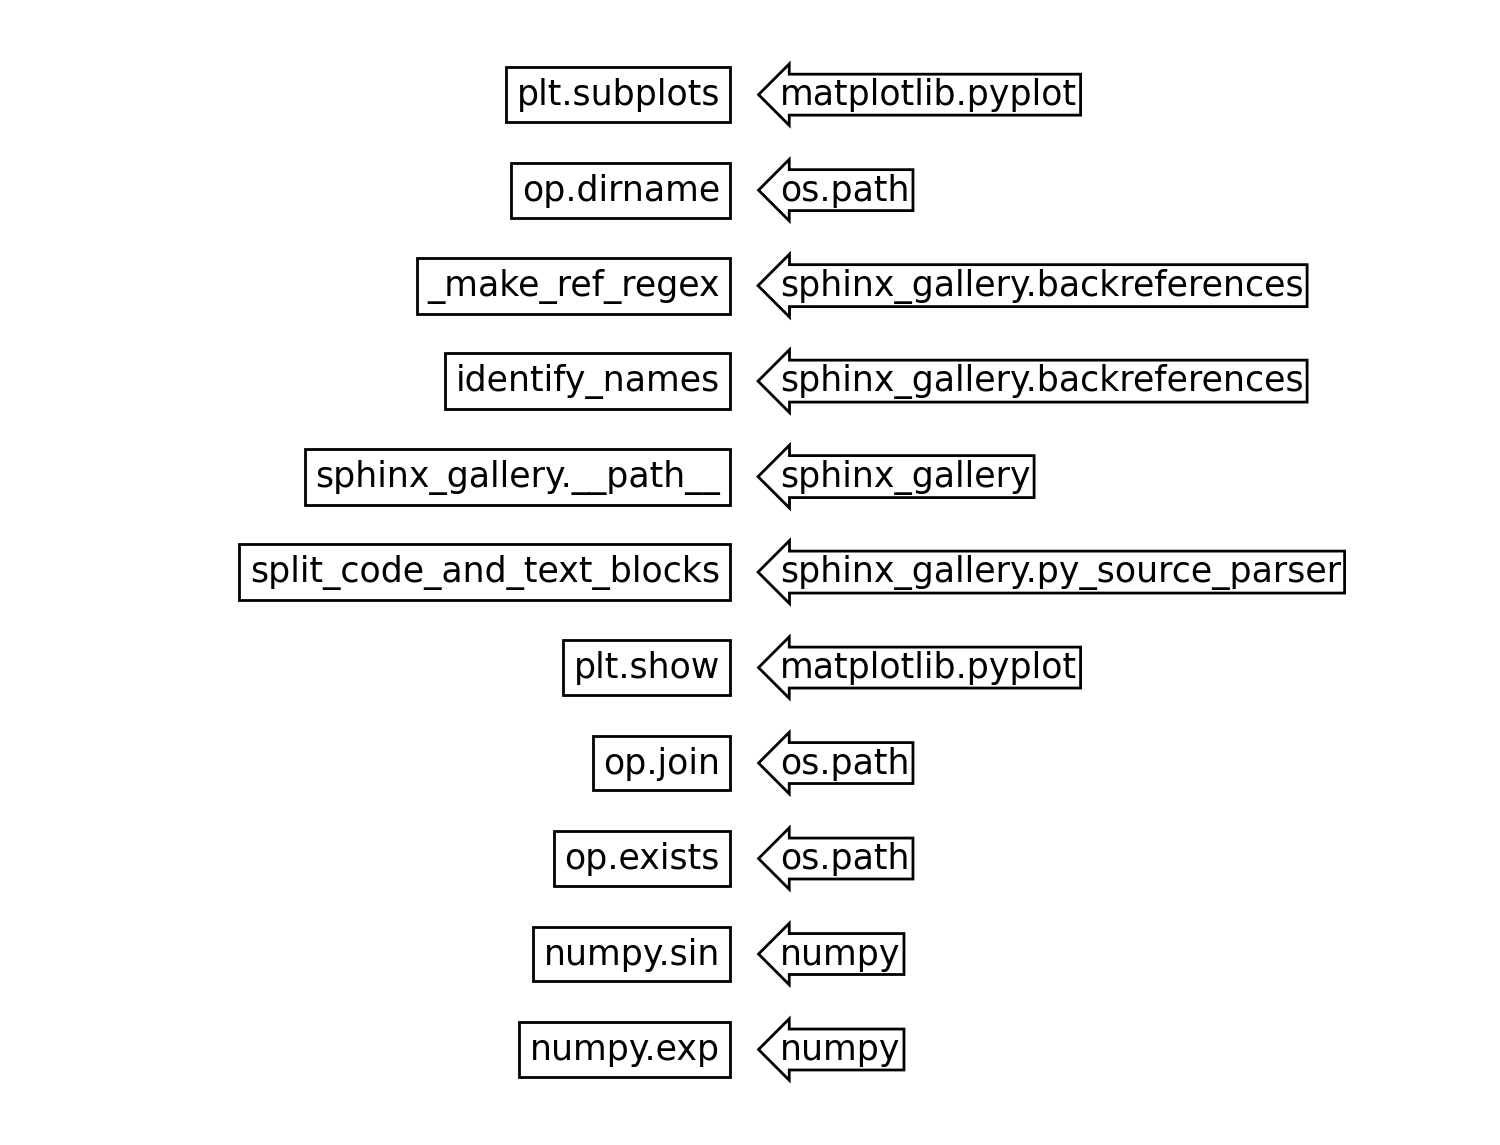 plt.subplots matplotlib.pyplot
op.dirname os.path
_make_ref_regex sphinx_gallery.backreferences
identify_names sphinx_gallery.backreferences
sphinx_gallery.__path__ sphinx_gallery
split_code_and_text_blocks sphinx_gallery.py_source_parser
plt.show matplotlib.pyplot
op.join os.path
op.exists os.path
numpy.sin numpy
numpy.exp numpy